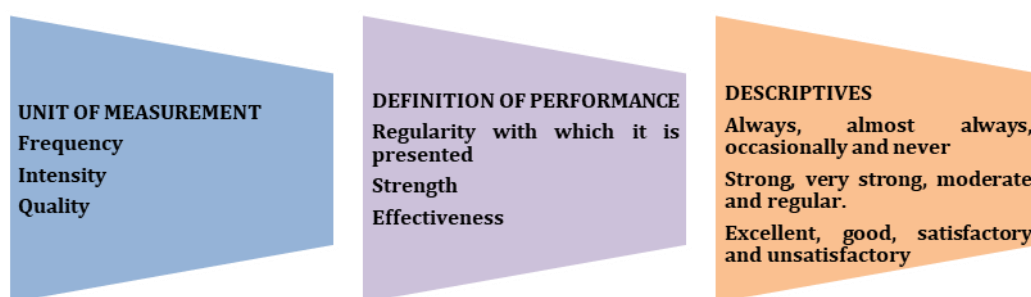 UNIT OF MEASUREMENT
Frequency
Intensity
Quality
DEFINITION OF PERFORMANCE
Regularity with which it is
presented
Strength
Effectiveness
DESCRIPTIVES
Always, almost always,
occasionally and never
Strong, very strong, moderate
and regular.
Excellent, good, satisfactory
and unsatisfactory